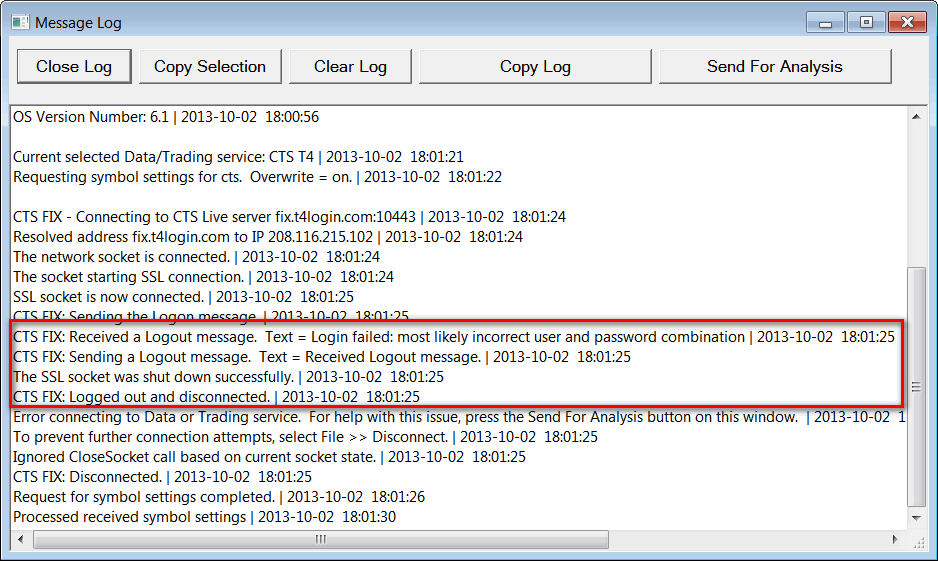 Message Log
Close Log
Copy Selection
Clear Log
Copy Log
Send For Analysis
OS Version Number: 6.1 | 2013-10-02  18:00:56
Current selected Data/Trading service: CTS T4 | 2013-10-02  18:01:21
Requesting symbol settings for cts.  Overwrite = on. | 2013-10-02  18:01:22
CTS FIX - Connecting to CTS Live server fix.t4login.com:10443 | 2013-10-02  18:01:24
Resolved address fix.t4login.com to IP 208.116.215.102 | 2013-10-02  18:01:24
The network socket is connected. | 2013-10-02  18:01:24
The socket starting SSL connection. | 2013-10-02  18:01:24
SSL socket is now connected. | 2013-10-02  18:01:25
CTS FIX: Sending the Logon message. | 2013-10-02  18:01:25
CTS FIX: Received a Logout message.  Text = Login failed: most likely incorrect user and password combination | 2013-10-02  18:01:25
CTS FIX: Sending a Logout message.  Text = Received Logout message. | 2013-10-02  18:01:25
The SSL socket was shut down successfully. | 2013-10-02  18:01:25
CTS FIX: Logged out and disconnected. | 2013-10-02  18:01:25
Error connecting to Data or Trading service.  For help with this issue, press the Send For Analysis button on this window.  | 2013-10-02  1
To prevent further connection attempts, select File >> Disconnect. | 2013-10-02  18:01:25
Ignored CloseSocket call based on current socket state. | 2013-10-02  18:01:25
CTS FIX: Disconnected. | 2013-10-02  18:01:25
Request for symbol settings completed. | 2013-10-02  18:01:26
Processed received symbol settings | 2013-10-02  18:01:30